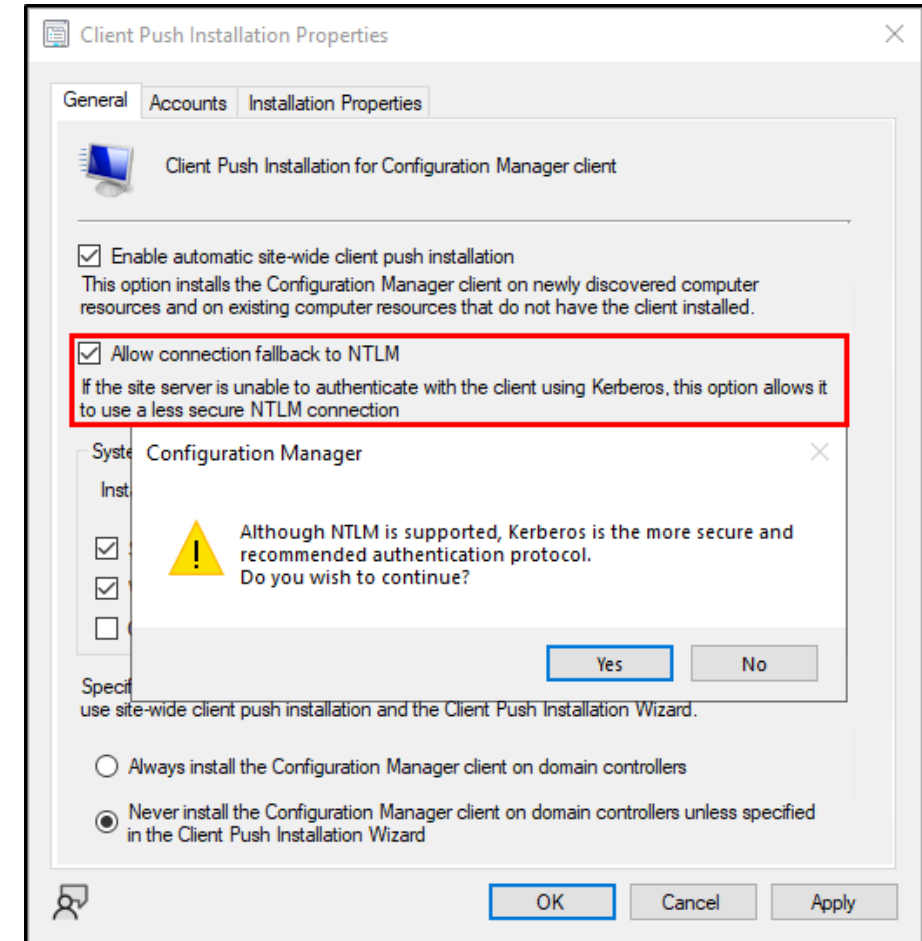 Client Push Installation Properties
General Accounts Installation Properties
Client Push Installation for Configuration Manager client
Enable automatic site-wide client push installation
This option installs the Configuration Manager client on newly discovered computer
resources and on existing computer resources that do not have the client installed.
Allow connection fallback to NTLM
If the site server is unable to authenticate with the client using Kerberos, this option allows it
to use a less secure NTLM connection
Syste
Inst
Configuration Manager
Although NTLM is supported, Kerberos is the more secure and
recommended authentication protocol.
Do you wish to continue?
Yes No
Specif
use site-wide client push installation and the Client Push Installation Wizard.
Always install the Configuration Manager client on domain controllers
Never install the Configuration Manager client on domain controllers unless specified
in the Client Push Installation Wizard
OK Cancel Apply